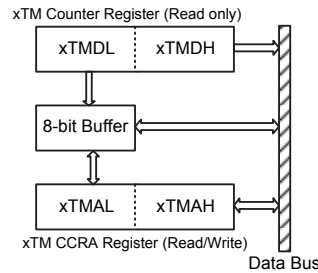 xTM Counter Register (Read only)
xTMDL xTMDH
8-bit Buffer
xTMAL xTMAH
xTM CCRA Register (Read/Write)
Data Bus